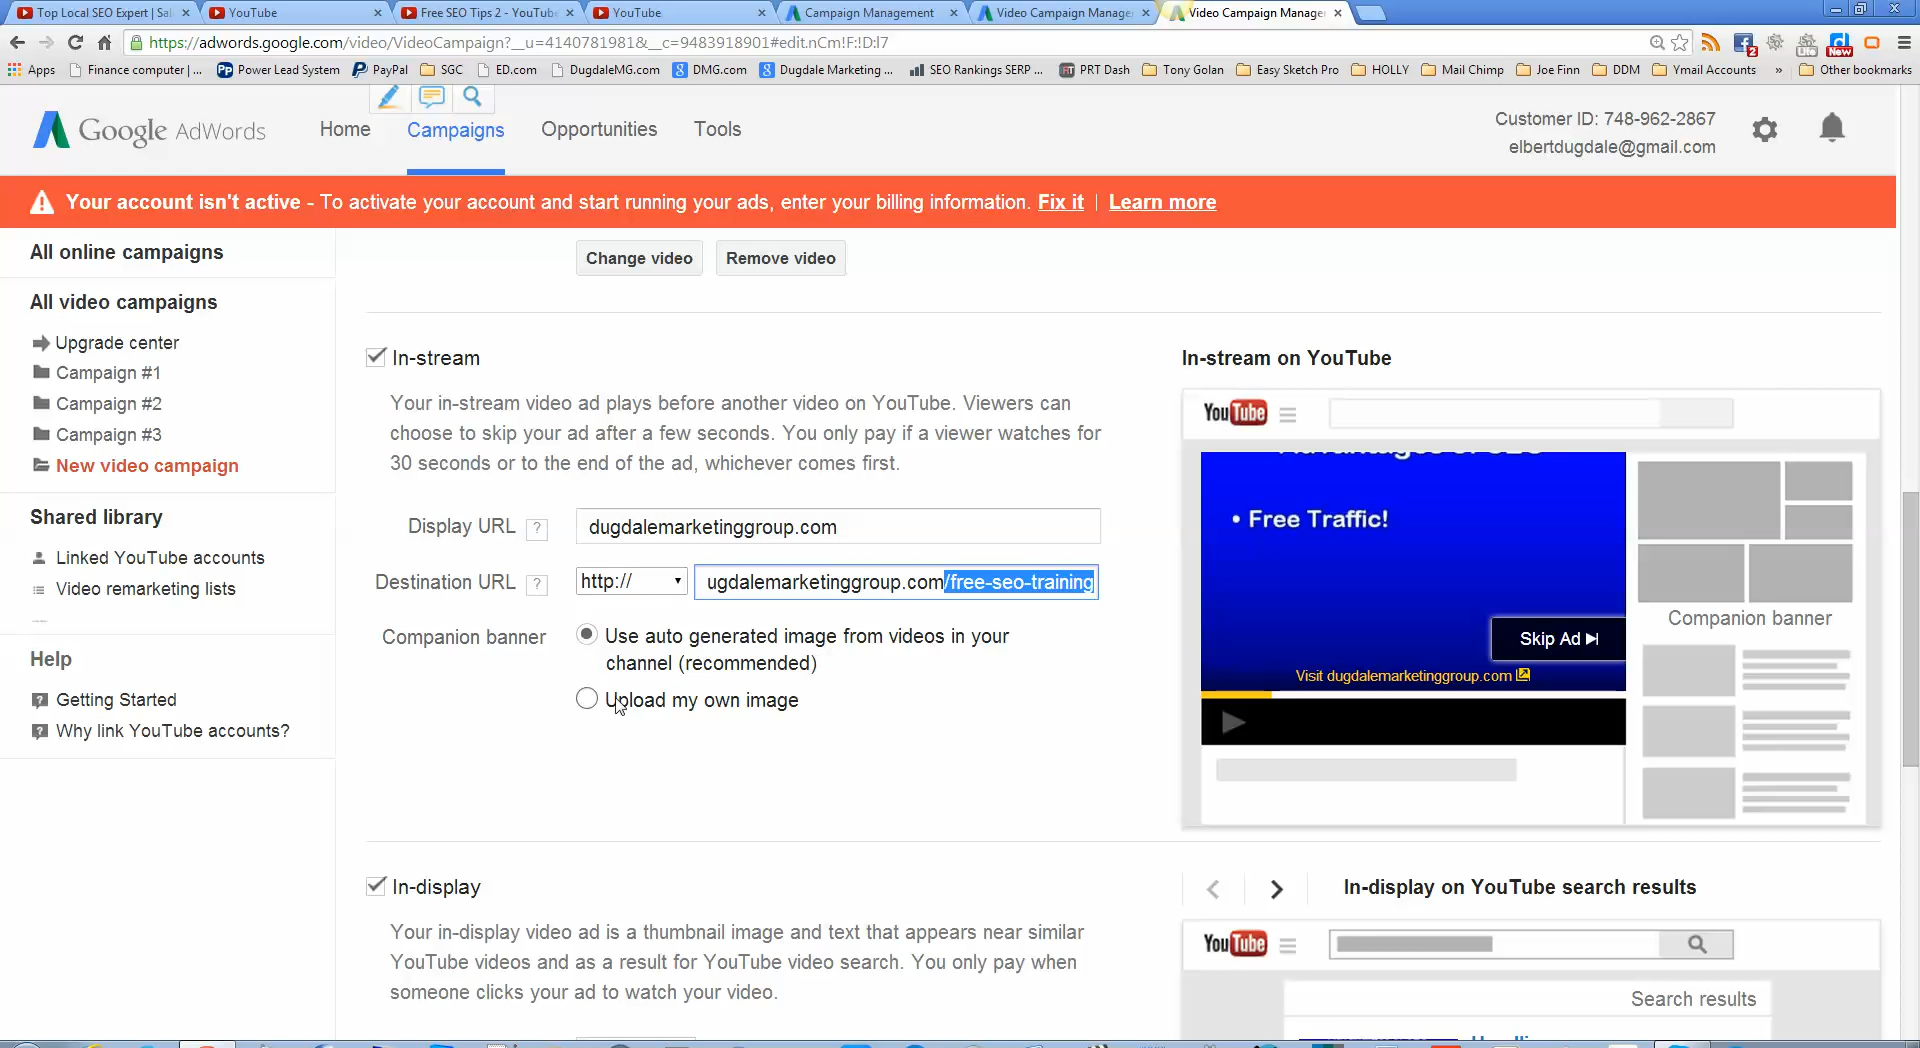 Top Local SEO Expert | Sal
YouTube
Free SEO Tips 2 - YouTub
YouTube
Campaign Management
Video Campaign Manage
Video Campaign Manage
https://adwords.google.com/video/VideoCampaign?__u=4140781981&__c=9483918901#edit.nCm!F:!D:l7
Apps
Finance computer | ...
Power Lead System
PayPal
SGC
ED.com
DugdaleMG.com
DMG.com
Dugdale Marketing ...
SEO Rankings SERP ...
PRT Dash
Tony Golan
Easy Sketch Pro
HOLLY
Mail Chimp
Joe Finn
DDM
Ymail Accounts
»
Other bookmarks
Google AdWords
Home
Campaigns
Opportunities
Tools
Customer ID: 748-962-2867
elbertdugdale@gmail.com
Your account isn't active - To activate your account and start running your ads, enter your billing information. Fix it | Learn more
All online campaigns
All video campaigns
Upgrade center
Campaign #1
Campaign #2
Campaign #3
New video campaign
Shared library
Linked YouTube accounts
Video remarketing lists
Help
Getting Started
Why link YouTube accounts?
Change video
Remove video
In-stream
Your in-stream video ad plays before another video on YouTube. Viewers can
choose to skip your ad after a few seconds. You only pay if a viewer watches for
30 seconds or to the end of the ad, whichever comes first.
Display URL ?
dugdalemarketinggroup.com
Destination URL ?
http://
ugdalemarketinggroup.com/free-seo-training
Companion banner
Use auto generated image from videos in your
channel (recommended)
Upload my own image
In-stream on YouTube
YouTube
Advantages of SEO
• Free Traffic!
Skip Ad
Visit dugdalemarketinggroup.com
Companion banner
In-display
Your in-display video ad is a thumbnail image and text that appears near similar
YouTube videos and as a result for YouTube video search. You only pay when
someone clicks your ad to watch your video.
In-display on YouTube search results
YouTube
Search results